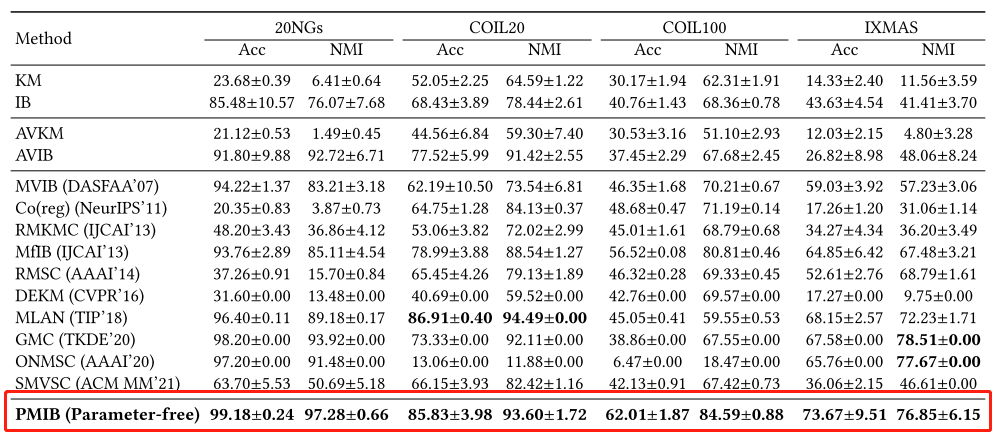 Method 20NGs COIL20 COIL100 IXMAS
Acc NMI Acc NMI Acc NMI Acc NMI
KM 23.68±0.39 6.41±0.64 52.05±2.25 64.59±1.22 30.17±1.94 62.31±1.91 14.33±2.40 11.56±3.59
IB 85.48±10.57 76.07±7.68 68.43±3.89 78.44±2.61 40.76±1.43 68.36±0.78 43.63±4.54 41.41±3.70
AVKM 21.12±0.53 1.49±0.45 44.56±6.84 59.30±7.40 30.53±3.16 51.10±2.93 12.03±2.15 4.80±3.28
AVIB 91.80±9.88 92.72±6.71 77.52±5.99 91.42±2.55 37.45±2.29 67.68±2.45 26.82±8.98 48.06±8.24
MVIB (DASFAA'07) 94.22±1.37 83.21±3.18 62.19±10.50 73.54±6.81 46.35±1.68 70.21±0.67 59.03±3.92 57.23±3.06
Co(reg) (NeurIPS'11) 20.35±0.83 3.87±0.73 64.75±1.28 84.13±0.37 48.68±0.47 71.19±0.14 17.26±1.20 31.06±1.14
RMKMC (IJCAI'13) 48.20±3.43 36.86±4.12 53.06±3.82 72.02±2.99 45.01±1.61 68.79±0.68 34.27±4.34 36.20±3.49
MfIB (IJCAI'13) 93.76±2.89 85.11±4.54 78.99±3.88 88.54±1.27 56.52±0.08 80.81±0.46 64.85±6.42 67.48±3.21
RMSC (AAAI'14) 37.26±0.91 15.70±0.84 65.45±4.26 79.13±1.89 46.32±0.28 69.33±0.45 52.61±2.76 68.79±1.61
DEKM (CVPR'16) 31.60±0.00 13.48±0.00 40.69±0.00 59.52±0.00 42.76±0.00 69.57±0.00 17.27±0.00 9.75±0.00
MLAN (TIP'18) 96.40±0.11 89.18±0.17 86.91±0.40 94.49±0.00 45.05±0.41 59.55±0.53 68.15±2.57 72.23±1.71
GMC (TKDE'20) 98.20±0.00 93.92±0.00 73.33±0.00 92.11±0.00 38.86±0.00 67.55±0.00 67.58±0.00 78.51±0.00
ONMSC (AAAI'20) 97.20±0.00 91.48±0.00 13.06±0.00 11.88±0.00 6.47±0.00 18.47±0.00 65.76±0.00 77.67±0.00
SMVSC (ACM MM'21) 63.70±5.53 50.69±5.18 66.15±3.93 82.42±1.16 42.13±0.91 67.42±0.73 36.06±2.15 46.61±0.00
PMIB (Parameter-free) 99.18±0.24 97.28±0.66 85.83±3.98 93.60±1.72 62.01±1.87 84.59±0.88 73.67±9.51 76.85±6.15